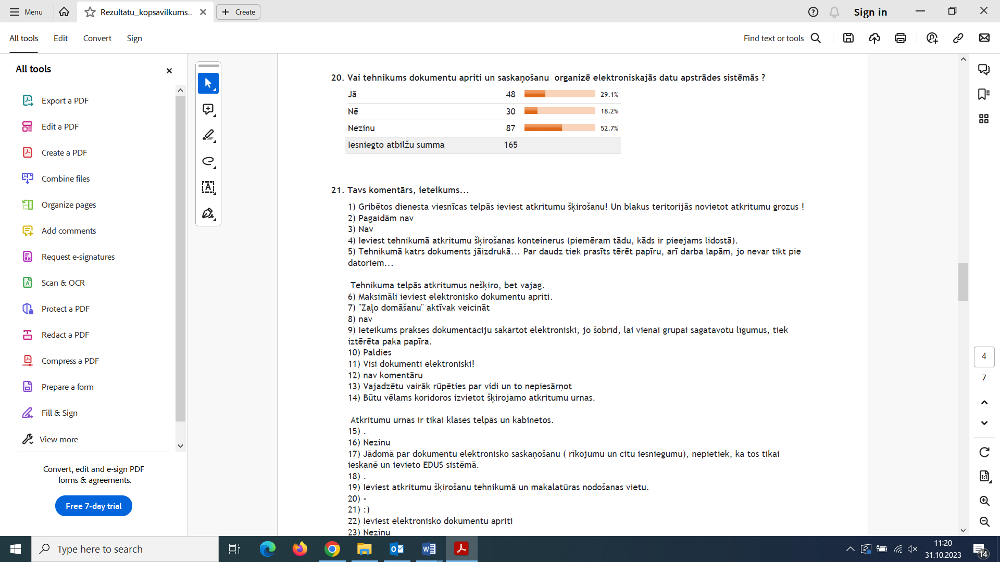 Menu
Rezultatu_kopsavilkums...
Create
Sign in
All tools
Edit
Convert
Sign
Find text or tools
All tools
Export a PDF
Edit a PDF
Create a PDF
Combine files
Organize pages
Add comments
Request e-signatures
Scan & OCR
Protect a PDF
Redact a PDF
Compress a PDF
Prepare a form
Fill & Sign
View more
Convert, edit and e-sign PDF
forms & agreements.
Free 7-day trial
20. Vai tehnikums dokumentu apriti un saskaņošanu organizē elektroniskajās datu apstrādes sistēmās ?
Jā 48 29.1%
Nē 30 18.2%
Nezinu 87 52.7%
Iesniegto atbilžu summa 165
21. Tavs komentārs, ieteikums...
1) Gribētos dienesta viesnīcas telpās ieviest atkritumu šķirošanu! Un blakus teritorijās novietot atkritumu grozus !
2) Pagaidām nav
3) Nav
4) Ieviest tehnikumā atkritumu šķirošanas konteinerus (piemēram tādu, kāds ir pieejams lidostā).
5) Tehnikumā katrs dokuments jāizdrukā... Par daudz tiek prasīts tērēt papīru, arī darba lapām, jo nevar tikt pie
datoriem...
Tehnikuma telpās atkritumus nešķiro, bet vajag.
6) Maksimāli ieviest elektronisko dokumentu apriti.
7) "Zaļo domāšanu" aktīvak veicināt
8) nav
9) Ieteikums prakses dokumentāciju sakārtot elektroniski, jo šobrīd, lai vienai grupai sagatavotu līgumus, tiek
iztērēta paka papīra.
10) Paldies
11) Visi dokumenti elektroniski!
12) nav komentāru
13) Vajadzētu vairāk rūpēties par vidi un to nepiesārņot
14) Būtu vēlams koridoros izvietot šķirojamo atkritumu urnas.
Atkritumu urnas ir tikai klases telpās un kabinetos.
15) .
16) Nezinu
17) Jādomā par dokumentu elektronisko saskaņošanu ( rīkojumu un citu iesniegumu), nepietiek, ka tos tikai
ieskanē un ievieto EDUS sistēmā.
18) .
19) Ieviest atkritumu šķirošanu tehnikumā un makalatūras nodošanas vietu.
20) -
21) :)
22) Ieviest elektronisko dokumentu apriti
23) Nezinu
4
7
Type here to search
11:20
31.10.2023
14